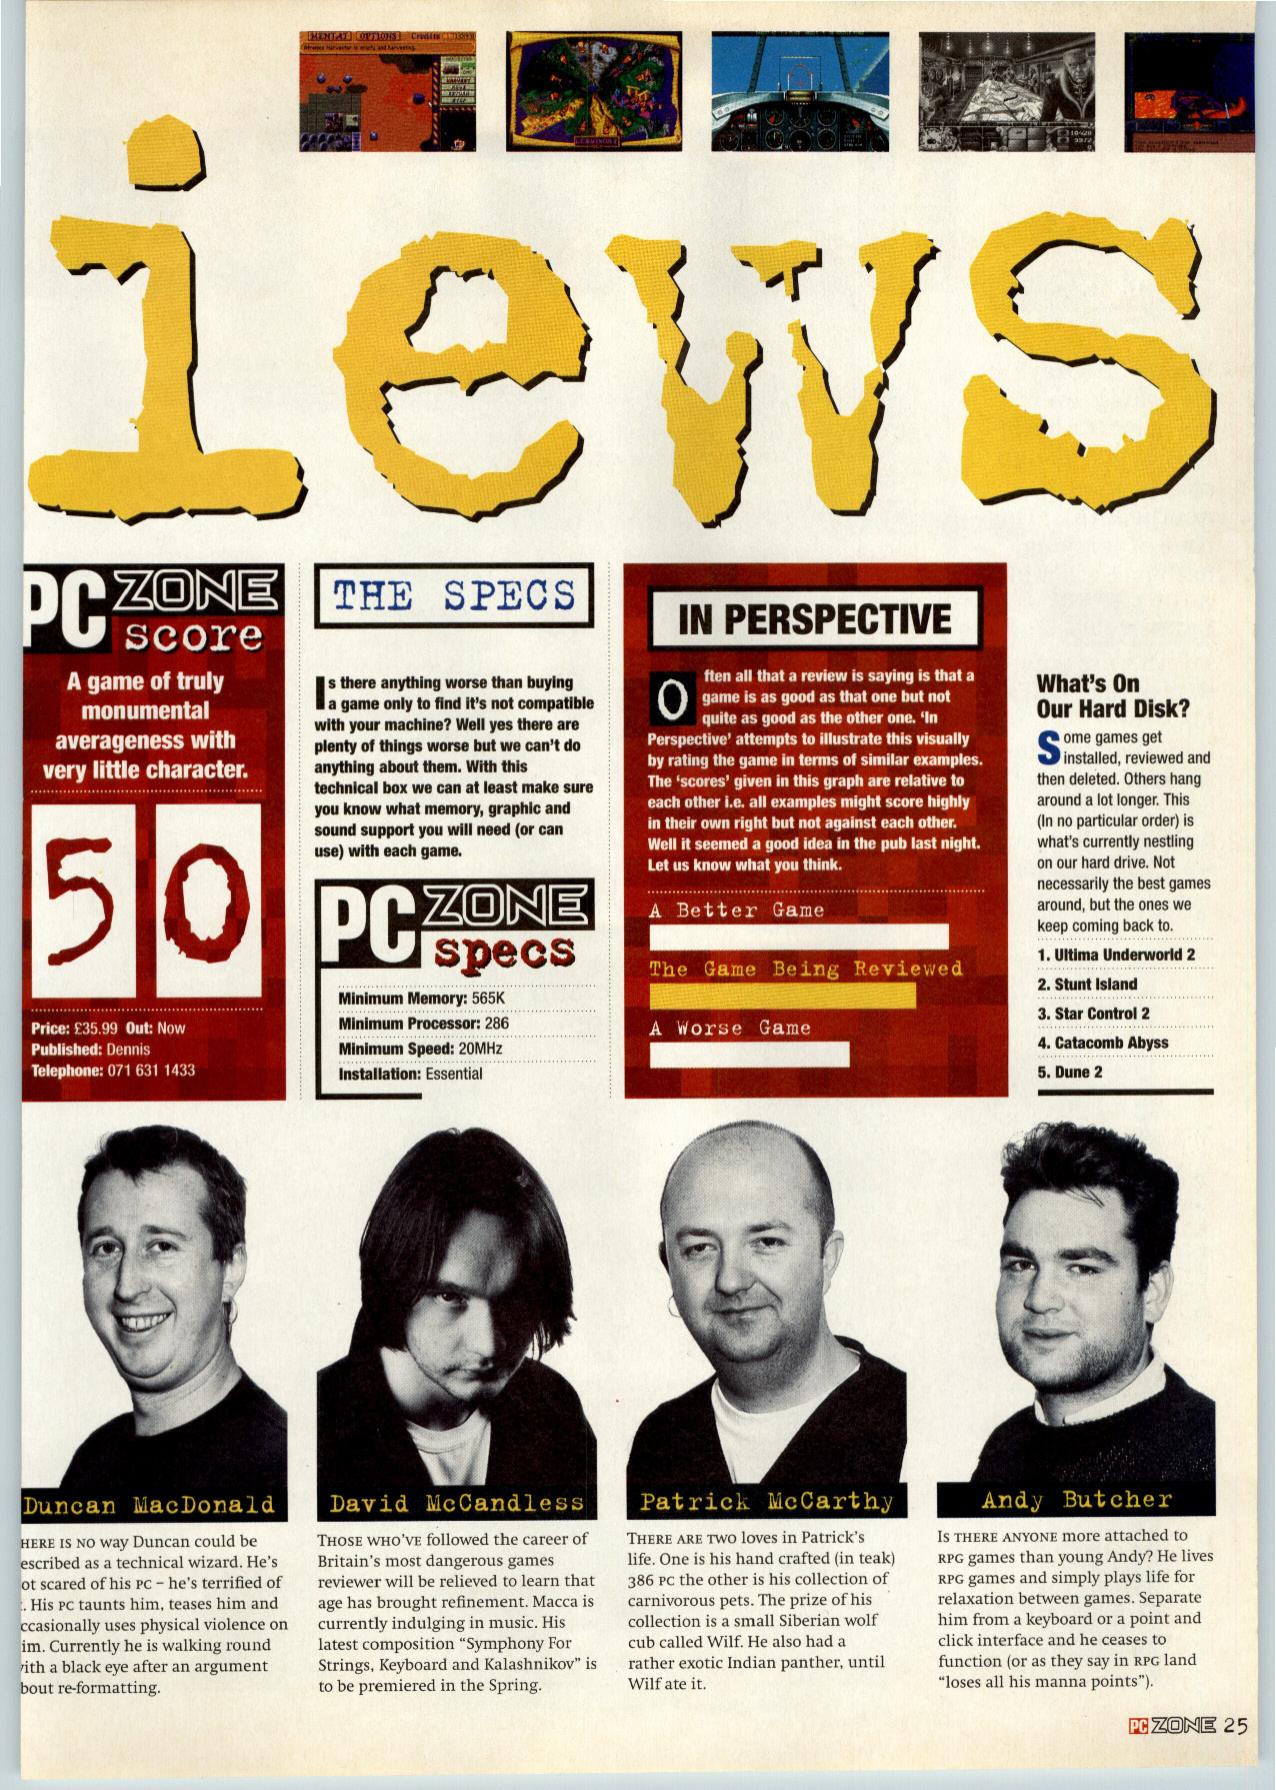 MENTAT OPTIONS Credits
iews
PC ZONE
score
A game of truly
monumental
averageness with
very little character.
50
Price: £35.99 Out: Now
Published: Dennis
Telephone: 071 631 1433
THE SPECS
Is there anything worse than buying
a game only to find it's not compatible
with your machine? Well yes there are
plenty of things worse but we can't do
anything about them. With this
technical box we can at least make sure
you know what memory, graphic and
sound support you will need (or can
use) with each game.
PC ZONE
specs
Minimum Memory: 565K
Minimum Processor: 286
Minimum Speed: 20MHz
Installation: Essential
IN PERSPECTIVE
Often all that a review is saying is that a
game is as good as that one but not
quite as good as the other one. 'In
Perspective' attempts to illustrate this visually
by rating the game in terms of similar examples.
The 'scores' given in this graph are relative to
each other i.e. all examples might score highly
in their own right but not against each other.
Well it seemed a good idea in the pub last night.
Let us know what you think.
A Better Game
The Game Being Reviewed
A Worse Game
What's On
Our Hard Disk?
Some games get
installed, reviewed and
then deleted. Others hang
around a lot longer. This
(In no particular order) is
what's currently nestling
on our hard drive. Not
necessarily the best games
around, but the ones we
keep coming back to.
1. Ultima Underworld 2
2. Stunt Island
3. Star Control 2
4. Catacomb Abyss
5. Dune 2
Duncan MacDonald
HERE IS NO way Duncan could be
escribed as a technical wizard. He's
ot scared of his PC – he's terrified of
. His PC taunts him, teases him and
ccasionally uses physical violence on
im. Currently he is walking round
ith a black eye after an argument
bout re-formatting.
David McCandless
THOSE WHO'VE followed the career of
Britain's most dangerous games
reviewer will be relieved to learn that
age has brought refinement. Macca is
currently indulging in music. His
latest composition "Symphony For
Strings, Keyboard and Kalashnikov" is
to be premiered in the Spring.
Patrick McCarthy
THERE ARE TWO loves in Patrick's
life. One is his hand crafted (in teak)
386 PC the other is his collection of
carnivorous pets. The prize of his
collection is a small Siberian wolf
cub called Wilf. He also had a
rather exotic Indian panther, until
Wilf ate it.
Andy Butcher
IS THERE ANYONE more attached to
RPG games than young Andy? He lives
RPG games and simply plays life for
relaxation between games. Separate
him from a keyboard or a point and
click interface and he ceases to
function (or as they say in RPG land
"loses all his manna points").
PC ZONE 25